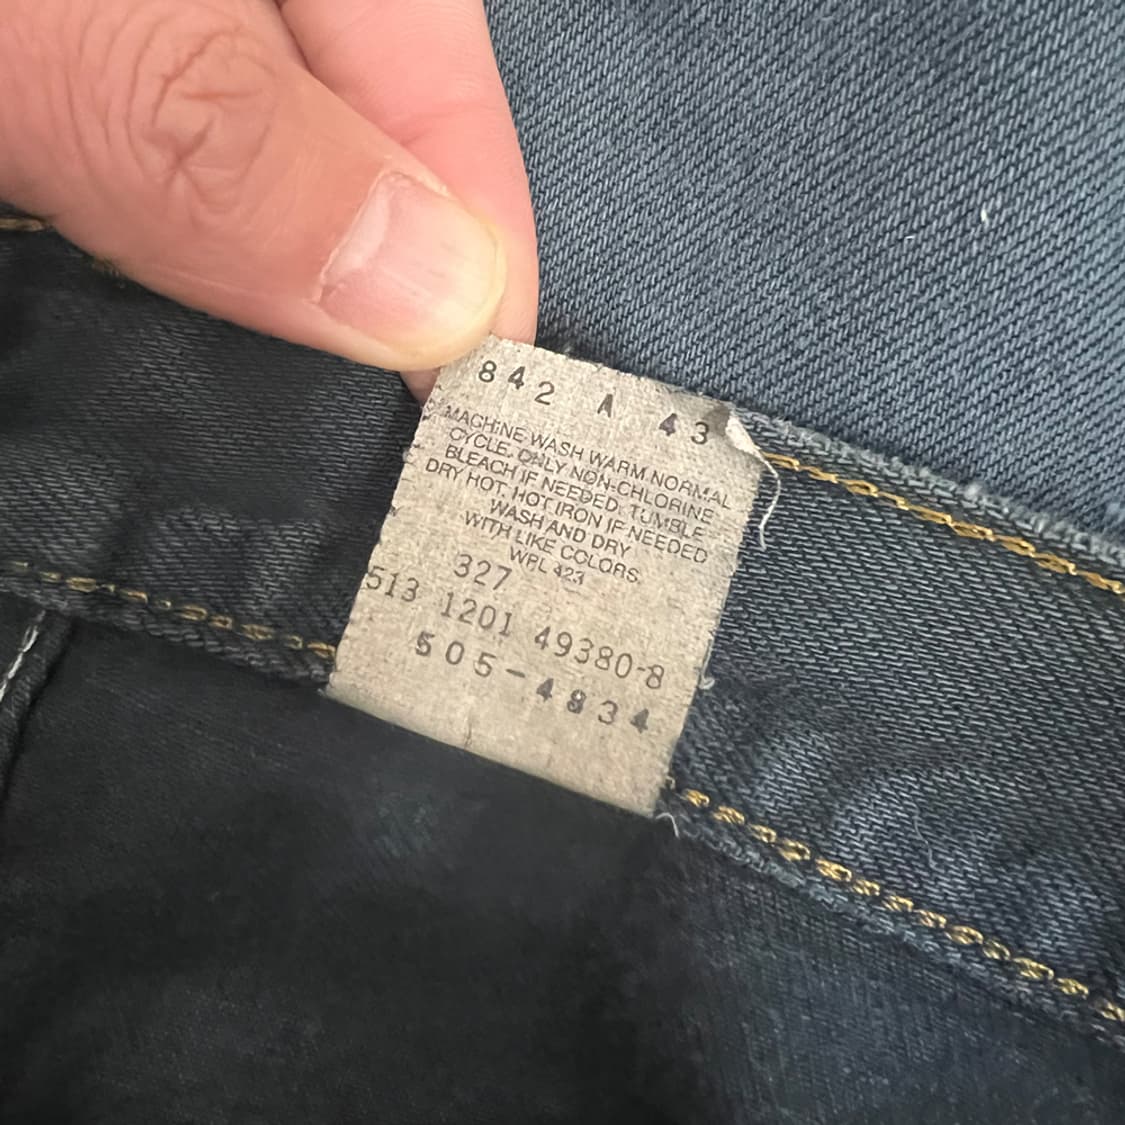 842 A 43
MACHINE WASH WARM NORMAL
CYCLE. ONLY NON-CHLORINE
BLEACH IF NEEDED. TUMBLE
DRY HOT. HOT IRON IF NEEDED
WASH AND DRY
WITH LIKE COLORS.
WPL 423
327
513 1201 49380-8
505-4834